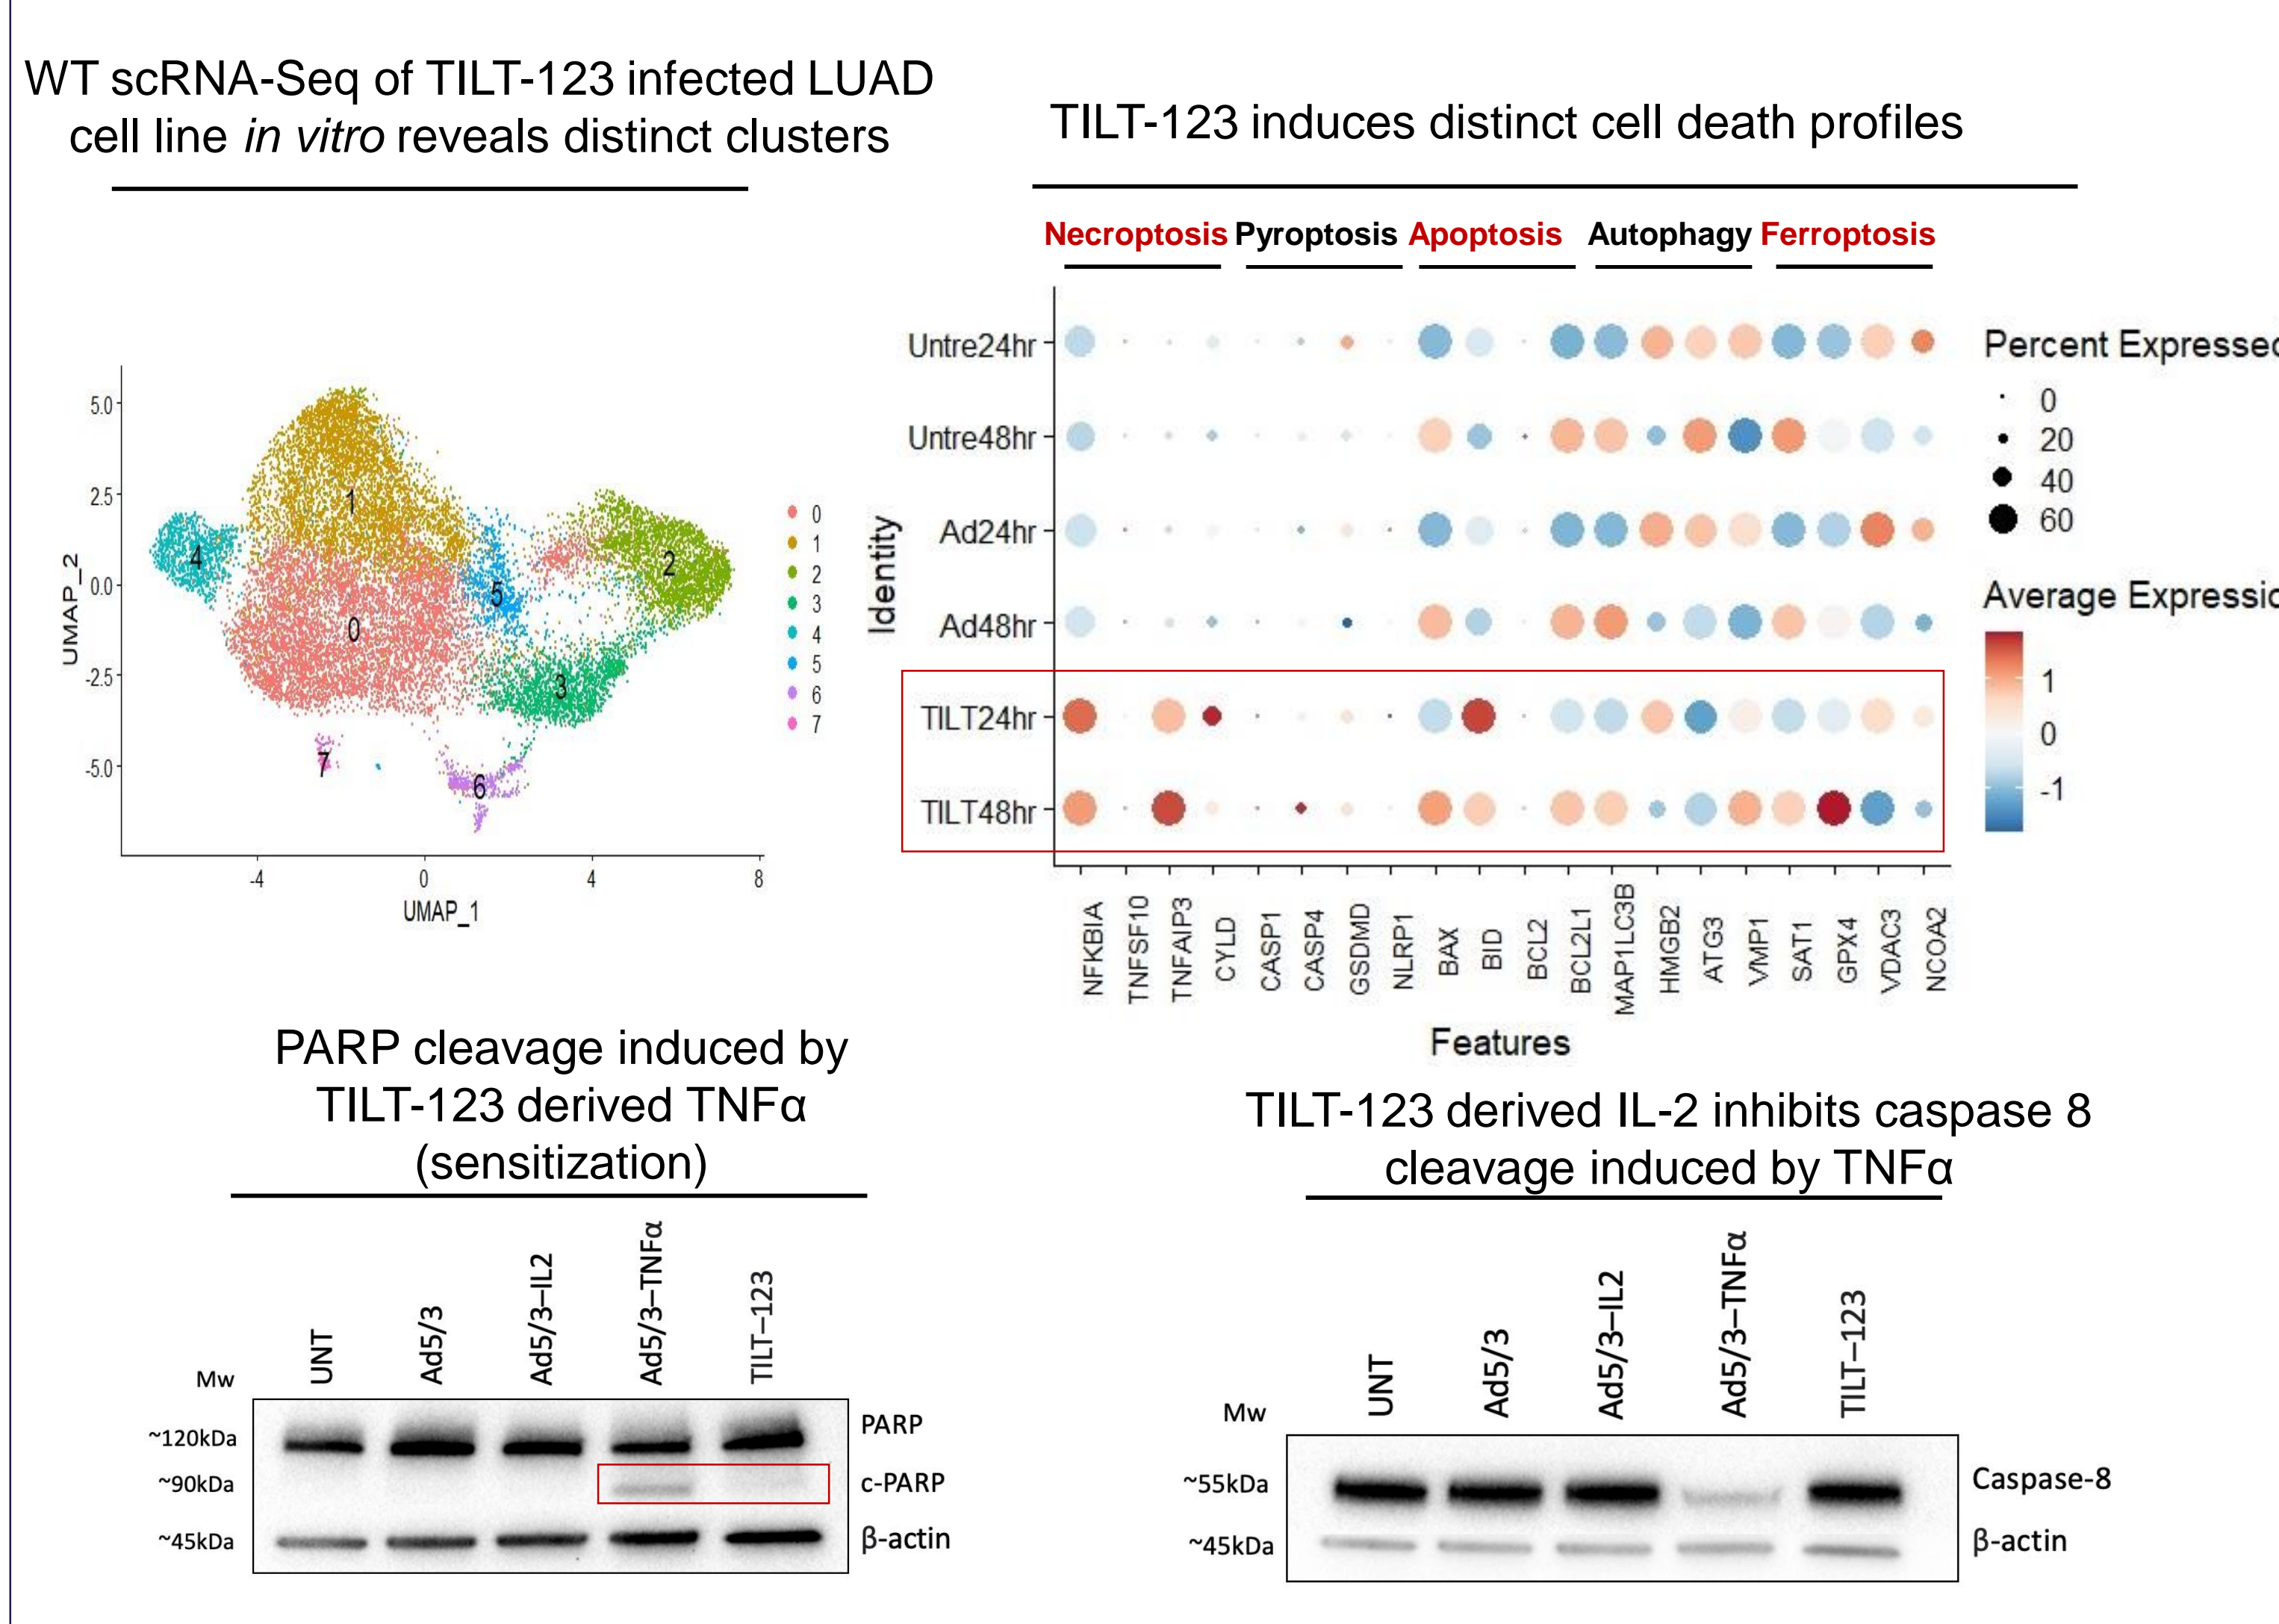 WT scRNA-Seq of TILT-123 infected LUAD
cell line in vitro reveals distinct clusters
5.0
2.5
0.0
-2.5
-5.0
UMAP_2
-4
0
4
8
UMAP_1
1
4
0
5
2
3
7
6
0
1
2
3
4
5
6
7
TILT-123 induces distinct cell death profiles
Necroptosis Pyroptosis Apoptosis Autophagy Ferroptosis
Identity
Untre24hr
Untre48hr
Ad24hr
Ad48hr
TILT24hr
TILT48hr
NFKBIA
TNFSF10
TNFAIP3
CYLD
CASP1
CASP4
GSDMD
NLRP1
BAX
BID
BCL2
BCL2L1
MAP1LC3B
HMGB2
ATG3
VMP1
SAT1
GPX4
VDAC3
NCOA2
Features
Percent Expressed
0
20
40
60
Average Expressio
1
0
-1
PARP cleavage induced by
TILT-123 derived TNFα
(sensitization)
Mw
UNT
Ad5/3
Ad5/3–IL2
Ad5/3–TNFα
TILT–123
~120kDa
~90kDa
~45kDa
PARP
c-PARP
β-actin
TILT-123 derived IL-2 inhibits caspase 8
cleavage induced by TNFα
Mw
UNT
Ad5/3
Ad5/3–IL2
Ad5/3–TNFα
TILT–123
~55kDa
~45kDa
Caspase-8
β-actin